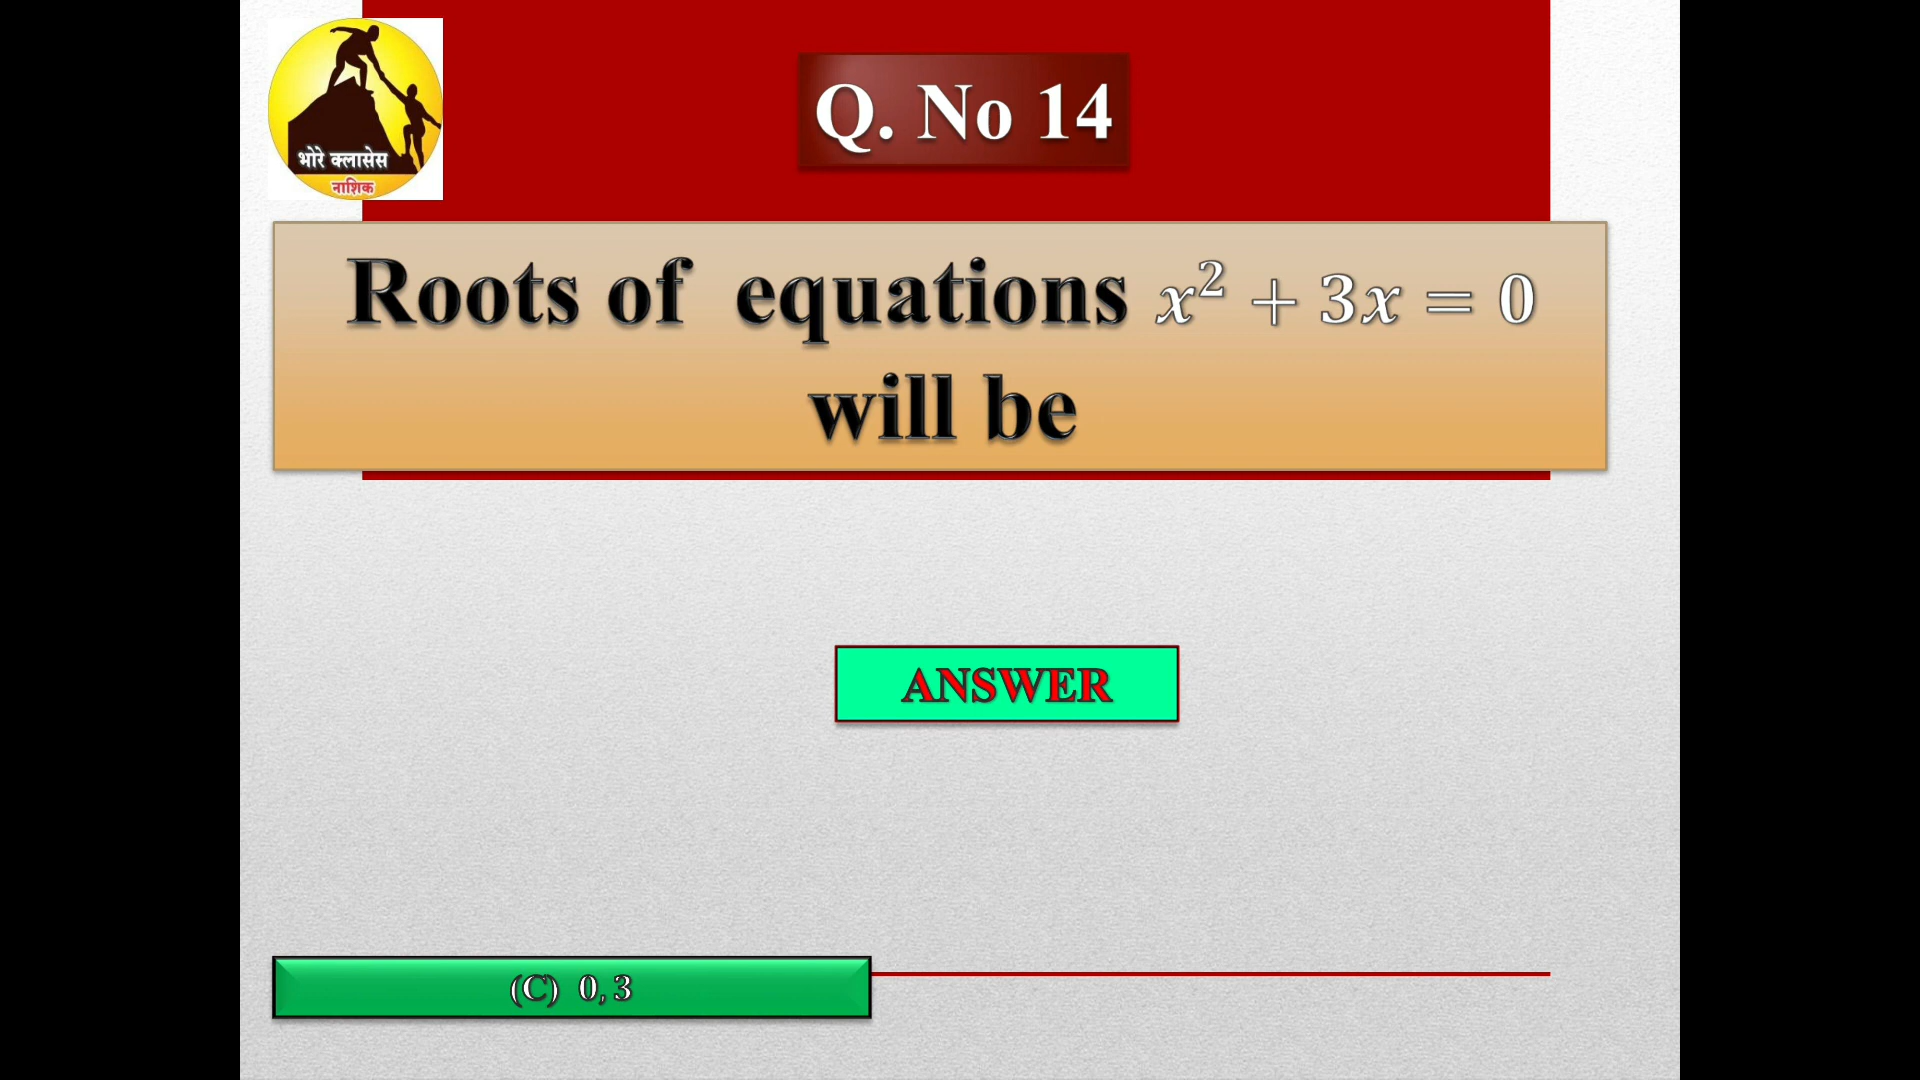 भोरे क्लासेस
नाशिक
Q. No 14
Roots of equations x² + 3x = 0
will be
ANSWER
(C) 0, 3